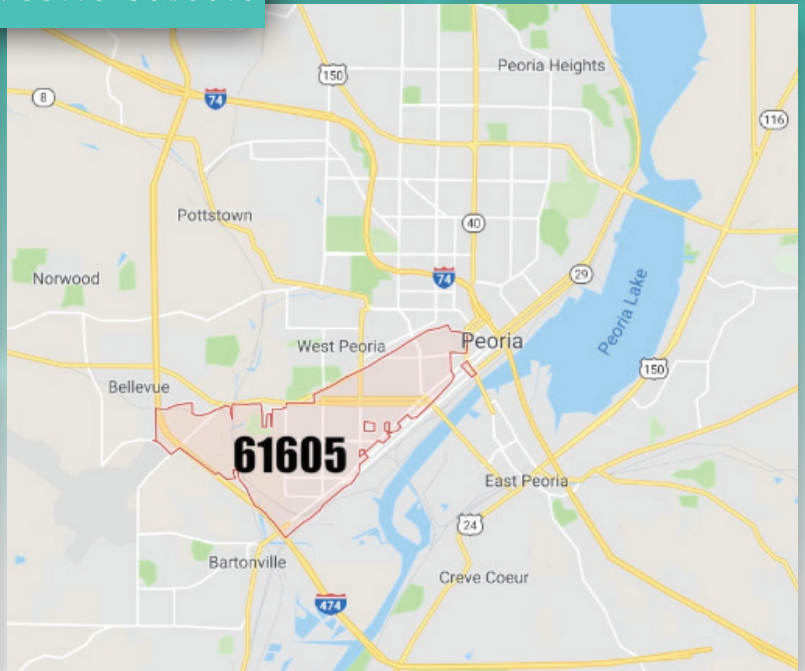 150
Peoria Heights
8
74
116
Pottstown
40
Norwood
74
29
Peoria Lake
West Peoria
Peoria
150
Bellevue
61605
East Peoria
24
Bartonville
Creve Coeur
474